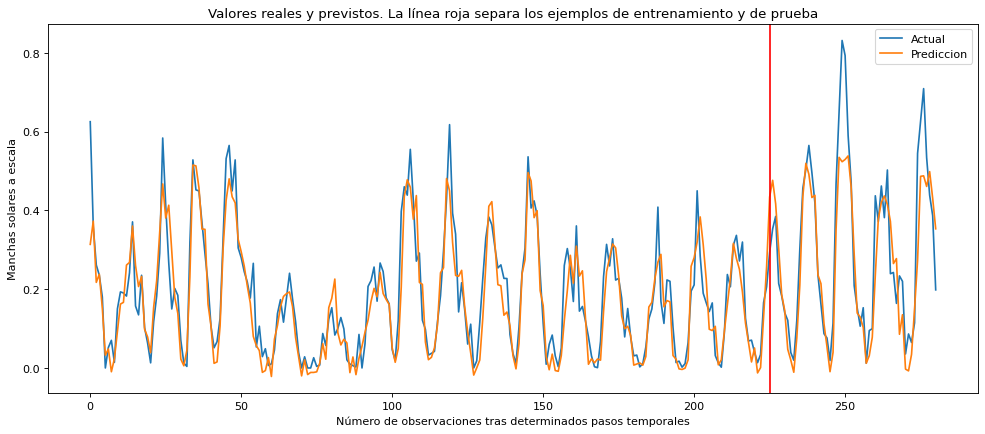 Valores reales y previstos. La línea roja separa los ejemplos de entrenamiento y de prueba
Actual
Prediccion
Manchas solares a escala
0.8
0.6
0.4
0.2
0.0
0
50
100
150
200
250
Número de observaciones tras determinados pasos temporales